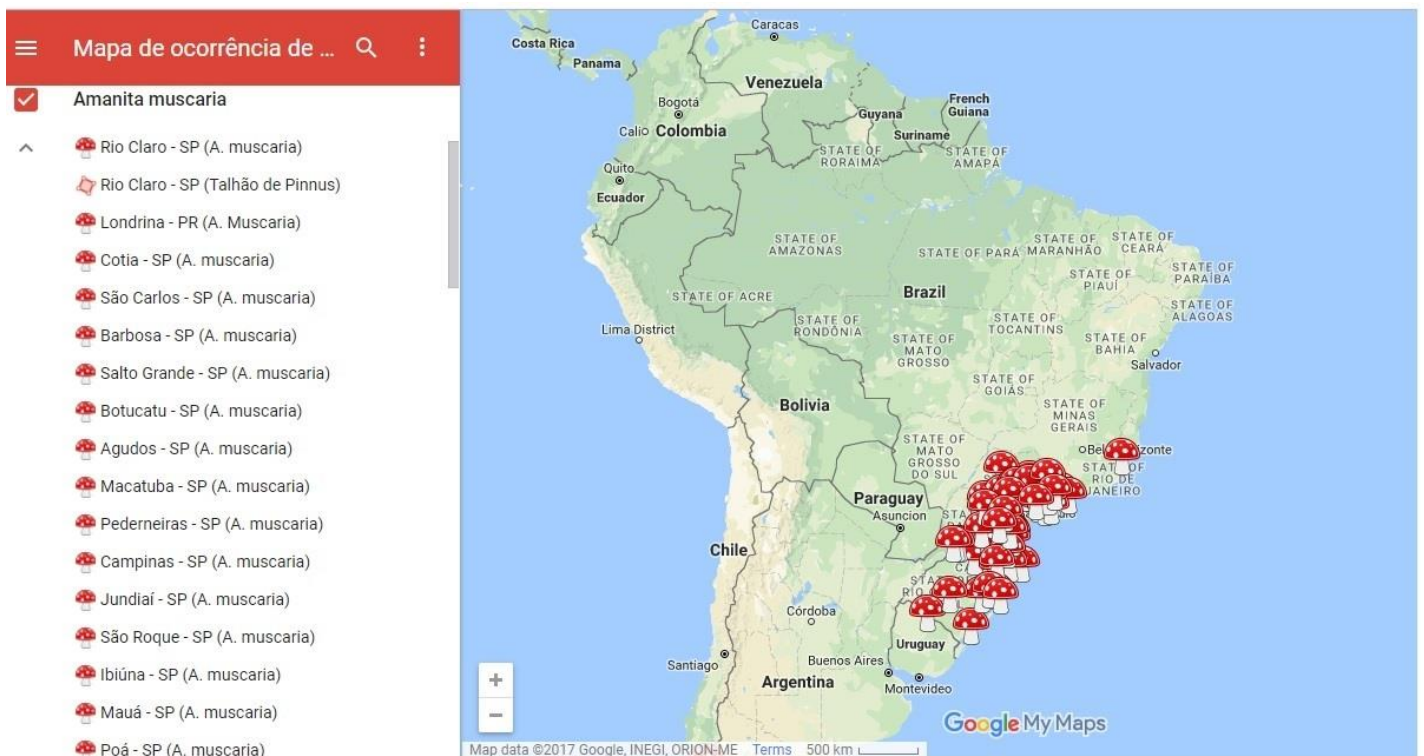 Mapa de ocorrência de ...
Amanita muscaria
Rio Claro - SP (A. muscaria)
Rio Claro - SP (Talhão de Pinnus)
Londrina - PR (A. Muscaria)
Cotia - SP (A. muscaria)
São Carlos - SP (A. muscaria)
Barbosa - SP (A. muscaria)
Salto Grande - SP (A. muscaria)
Botucatu - SP (A. muscaria)
Agudos - SP (A. muscaria)
Macatuba - SP (A. muscaria)
Pederneiras - SP (A. muscaria)
Campinas - SP (A. muscaria)
Jundiaí - SP (A. muscaria)
São Roque - SP (A. muscaria)
Ibiúna - SP (A. muscaria)
Mauá - SP (A. muscaria)
Poá - SP (A. muscaria)
Caracas
Costa Rica
Panama
Venezuela
Bogotá
Guyana
French
Guiana
Cali
Colombia
Suriname
STATE OF
RORAIMA
STATE OF
AMAPÁ
Quito
Ecuador
STATE OF
AMAZONAS
STATE OF PARÁ
STATE OF
MARANHÃO
STATE OF
CEARÁ
STATE OF
PIAUÍ
STATE OF
PARAÍBA
STATE OF ACRE
Brazil
STATE OF
ALAGOAS
Lima District
STATE OF
RONDÔNIA
STATE OF
TOCANTINS
STATE OF
MATO
GROSSO
STATE OF
BAHIA
Salvador
STATE OF
GOIÁS
Bolivia
STATE OF
MINAS
GERAIS
STATE OF
MATO
GROSSO
DO SUL
STATE OF
RIO DE
JANEIRO
Paraguay
Asuncion
Chile
Córdoba
Uruguay
Santiago
Buenos Aires
Argentina
Montevideo
+
−
Google My Maps
Map data ©2017 Google, INEGI, ORION-ME Terms 500 km